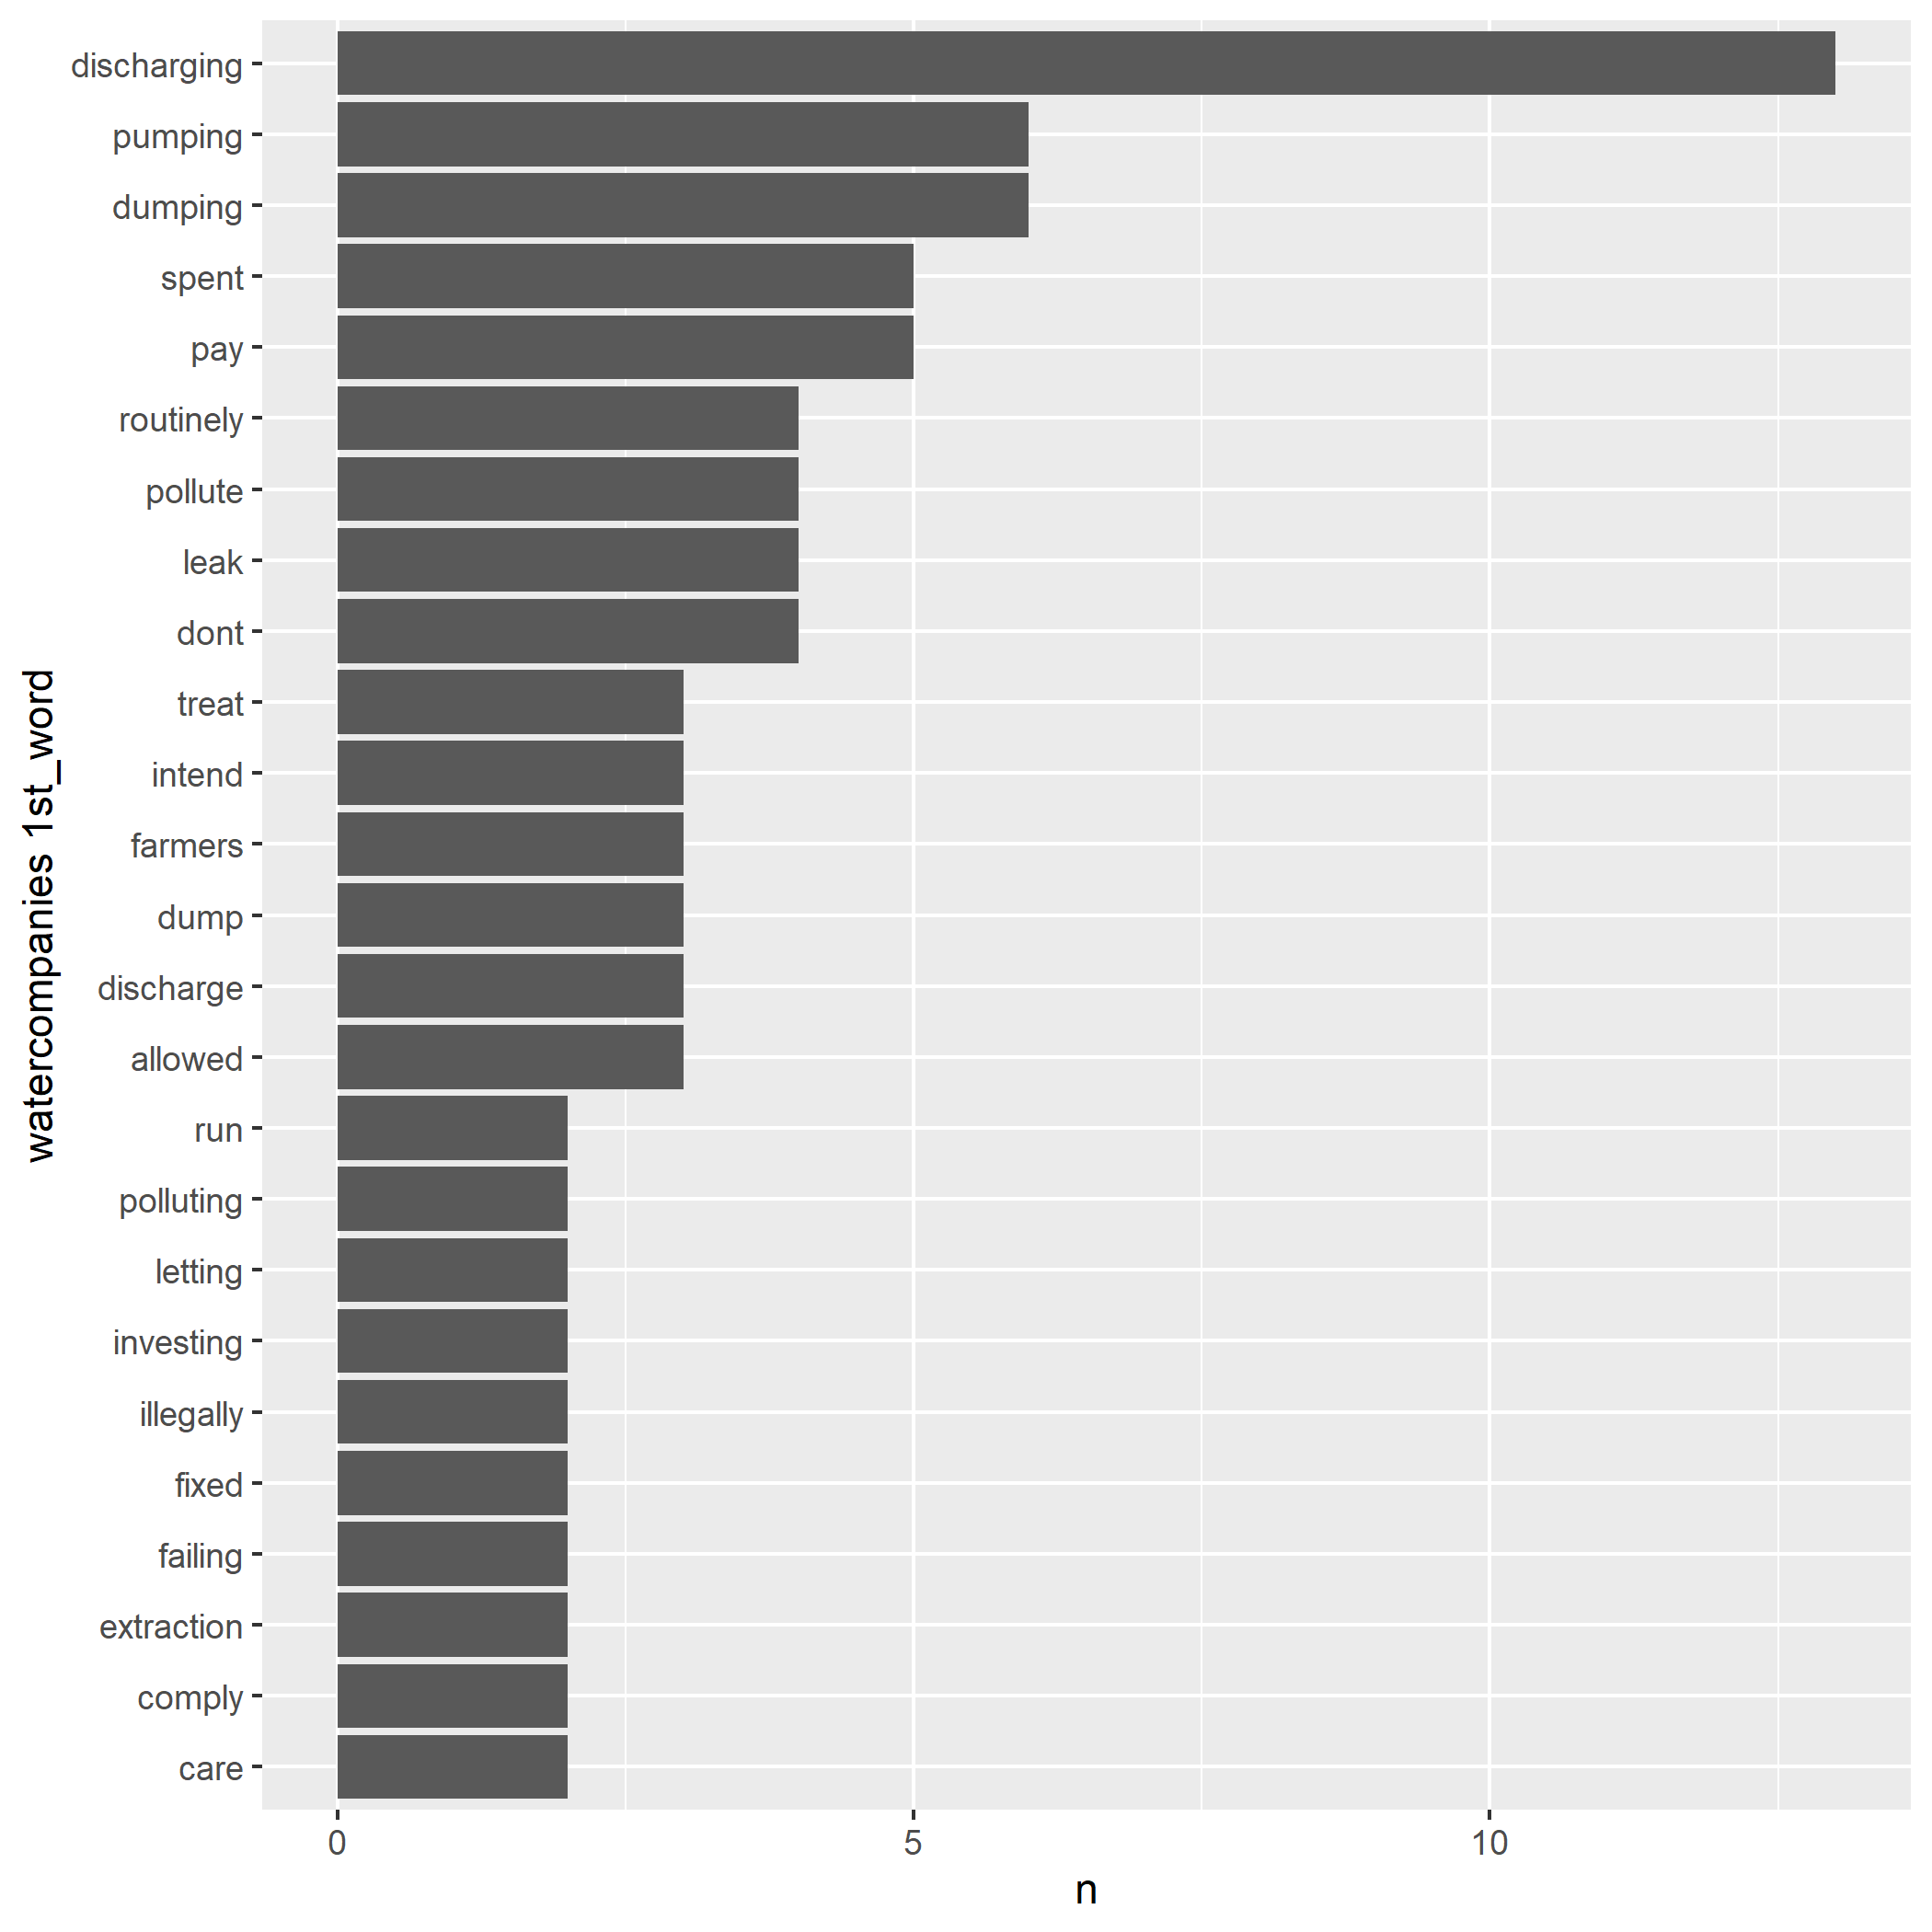 discharging
pumping
dumping
spent
pay
routinely
pollute
leak
dont
treat
intend
farmers
dump
discharge
allowed
run
polluting
letting
investing
illegally
fixed
failing
extraction
comply
care
watercompanies 1st_word
0 5 10
n